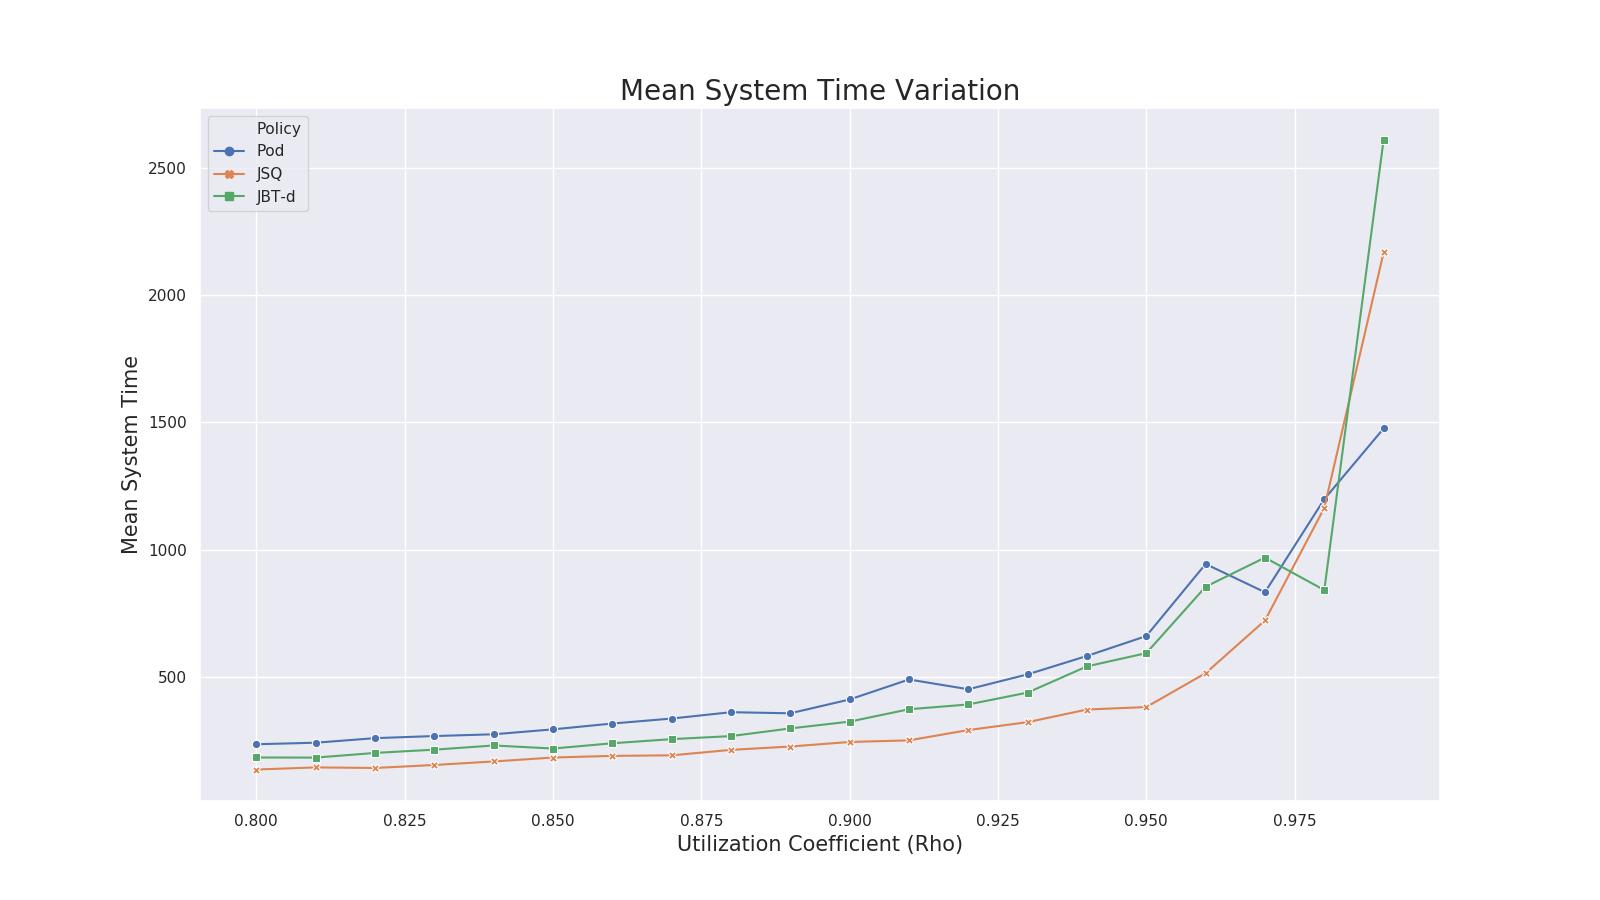 Mean System Time Variation
Policy
Pod
JSQ
JBT-d
2500
2000
1500
1000
500
Mean System Time
0.800 0.825 0.850 0.875 0.900 0.925 0.950 0.975
Utilization Coefficient (Rho)